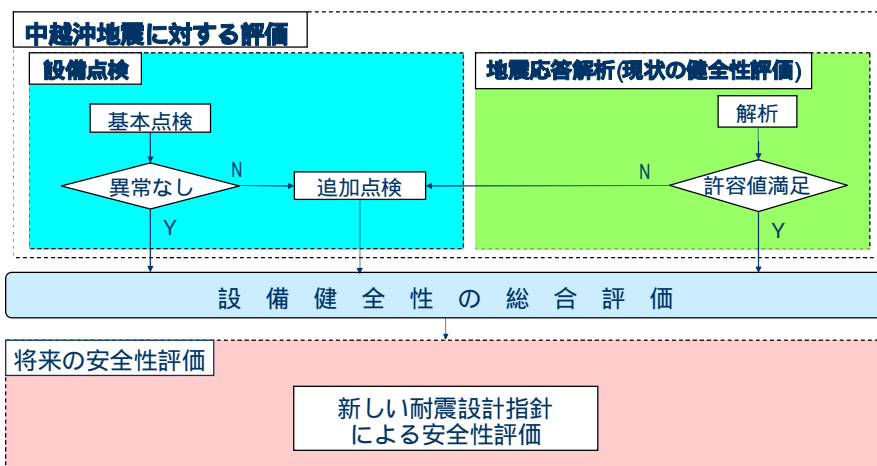 中越沖地震に対する評価
設備点検
地震応答解析(現状の健全性評価)
基本点検
解析
異常なし
N
追加点検
N
許容値満足
Y
Y
設備健全性の総合評価
将来の安全性評価
新しい耐震設計指針
による安全性評価